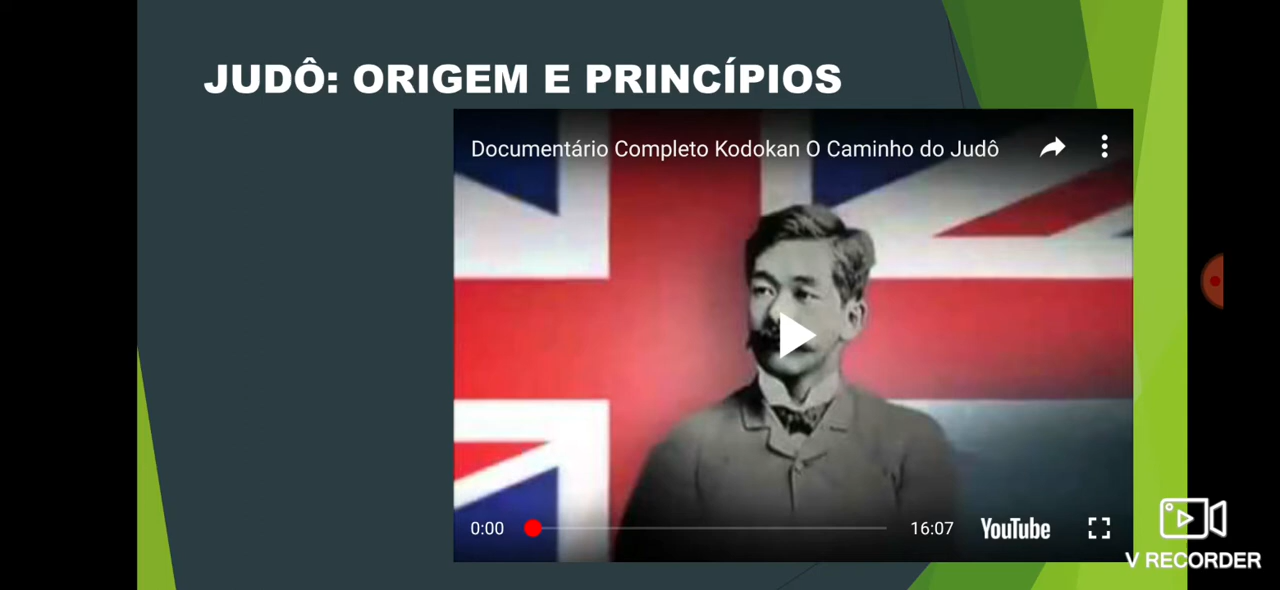 JUDÔ: ORIGEM E PRINCÍPIOS
Documentário Completo Kodokan O Caminho do Judô
0:00
16:07
YouTube
V RECORDER